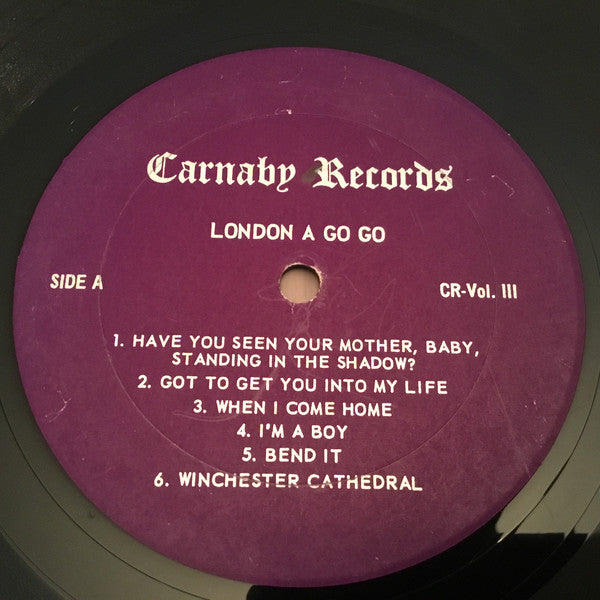 Carnaby Records
LONDON A GO GO
SIDE A
CR-Vol. III
1. HAVE YOU SEEN YOUR MOTHER, BABY,
STANDING IN THE SHADOW?
2. GOT TO GET YOU INTO MY LIFE
3. WHEN I COME HOME
4. I'M A BOY
5. BEND IT
6. WINCHESTER CATHEDRAL